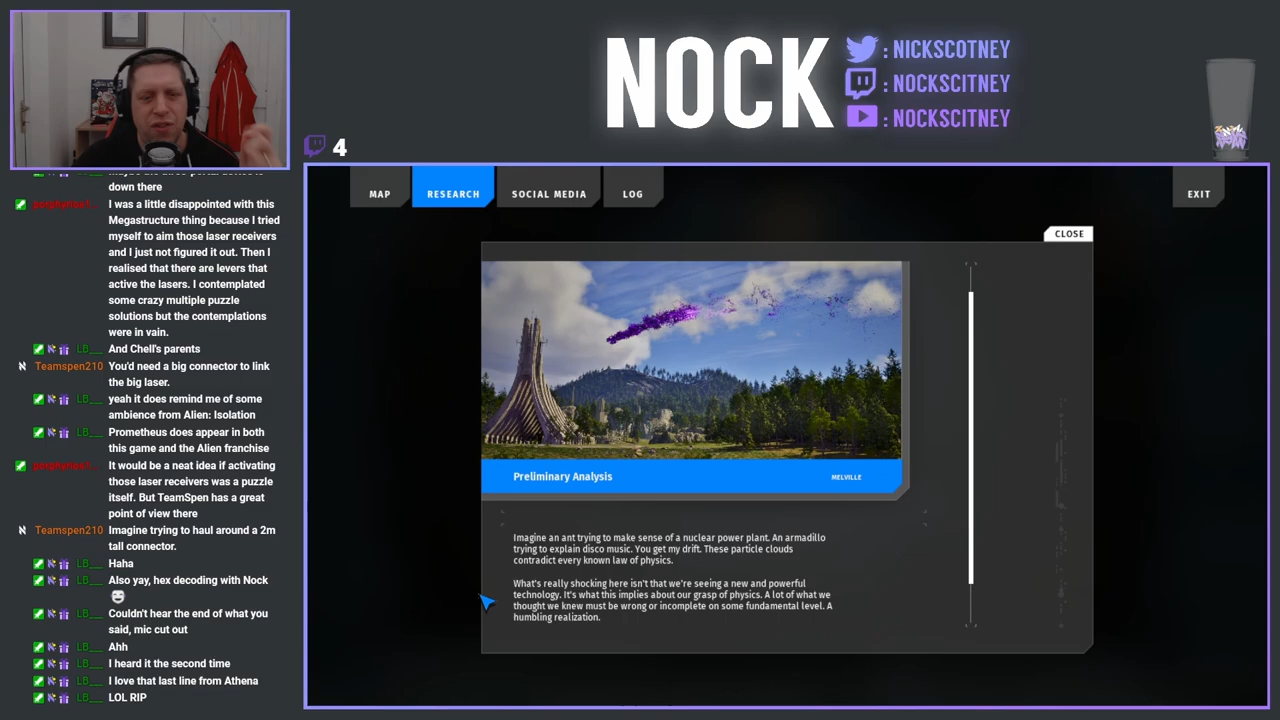 NOCK
: NICKSCOTNEY
: NOCKSCITNEY
: NOCKSCITNEY
4
down there
I was a little disappointed with this
Megastructure thing because I tried
myself to aim those laser receivers
and I just not figured it out. Then I
realised that there are levers that
active the lasers. I contemplated
some crazy multiple puzzle
solutions but the contemplations
were in vain.
LB__ And Chell's parents
Teamspen210 You'd need a big connector to link
the big laser.
LB__ yeah it does remind me of some
ambience from Alien: Isolation
LB__ Prometheus does appear in both
this game and the Alien franchise
It would be a neat idea if activating
those laser receivers was a puzzle
itself. But TeamSpen has a great
point of view there
Teamspen210 Imagine trying to haul around a 2m
tall connector.
LB__ Haha
LB__ Also yay, hex decoding with Nock
LB__ Couldn't hear the end of what you
said, mic cut out
LB__ Ahh
LB__ I heard it the second time
LB__ I love that last line from Athena
LB__ LOL RIP
MAP
RESEARCH
SOCIAL MEDIA
LOG
EXIT
CLOSE
Preliminary Analysis
MELVILLE
Imagine an ant trying to make sense of a nuclear power plant. An armadillo
trying to explain disco music. You get my drift. These particle clouds
contradict every known law of physics.
What's really shocking here isn't that we're seeing a new and powerful
technology. It's what this implies about our grasp of physics. A lot of what we
thought we knew must be wrong or incomplete on some fundamental level. A
humbling realization.